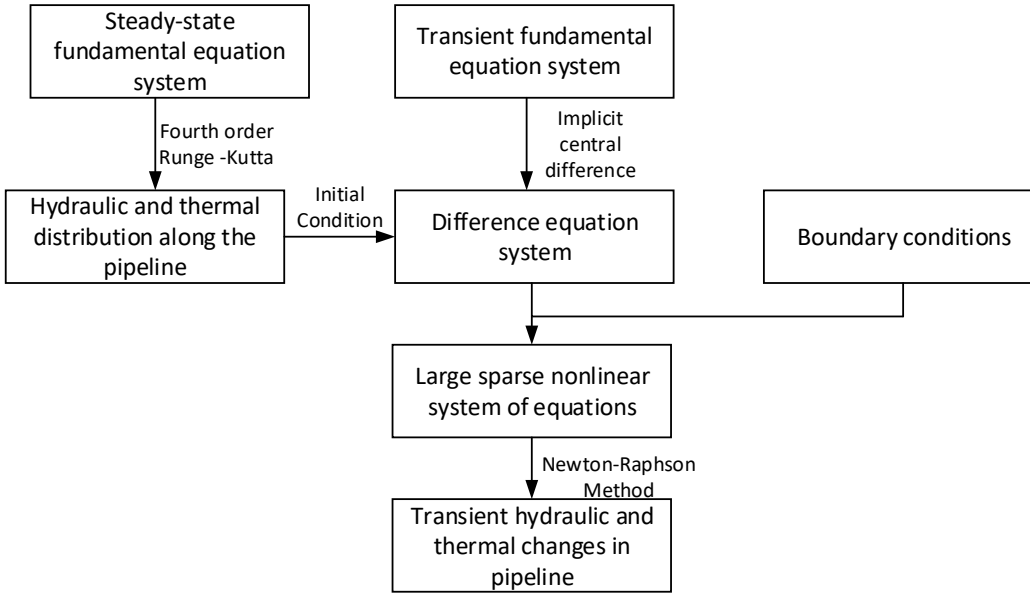 Steady-state
fundamental equation
system
Transient fundamental
equation system
Fourth order
Runge -Kutta
Implicit
central
difference
Hydraulic and thermal
distribution along the
pipeline
Initial
Condition
Difference equation
system
Boundary conditions
Large sparse nonlinear
system of equations
Newton-Raphson
Method
Transient hydraulic and
thermal changes in
pipeline